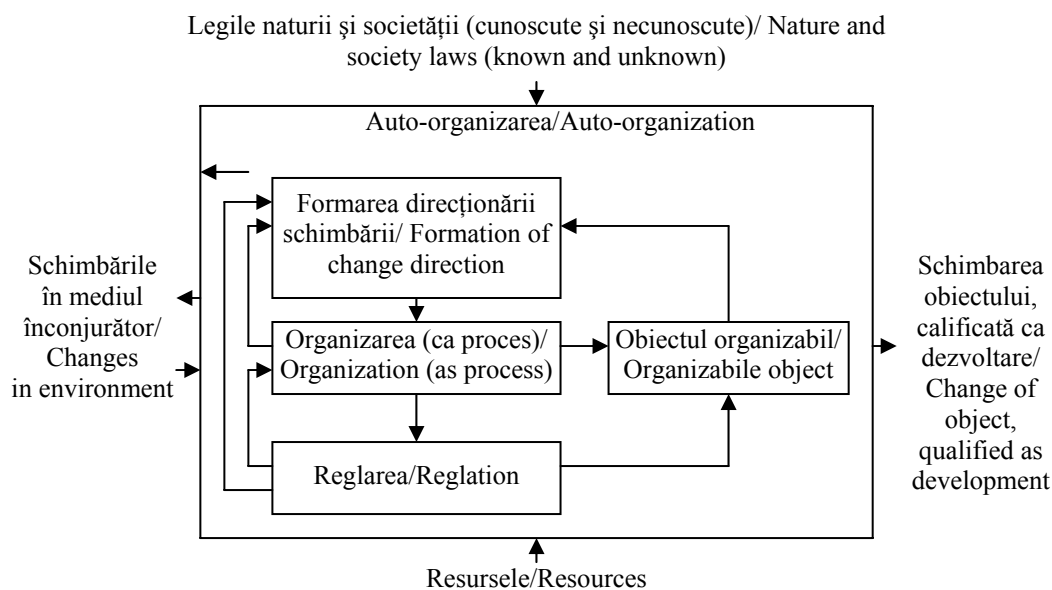 Legile naturii şi societăţii (cunoscute şi necunoscute)/ Nature and
society laws (known and unknown)
Auto-organizarea/Auto-organization
Formarea direcţionării
schimbării/ Formation of
change direction
Schimbările
în mediul
înconjurător/
Changes
in environment
Organizarea (ca proces)/
Organization (as process)
Obiectul organizabil/
Organizabile object
Schimbarea
obiectului,
calificată ca
dezvoltare/
Change of
object,
qualified as
development
Reglarea/Reglation
Resursele/Resources